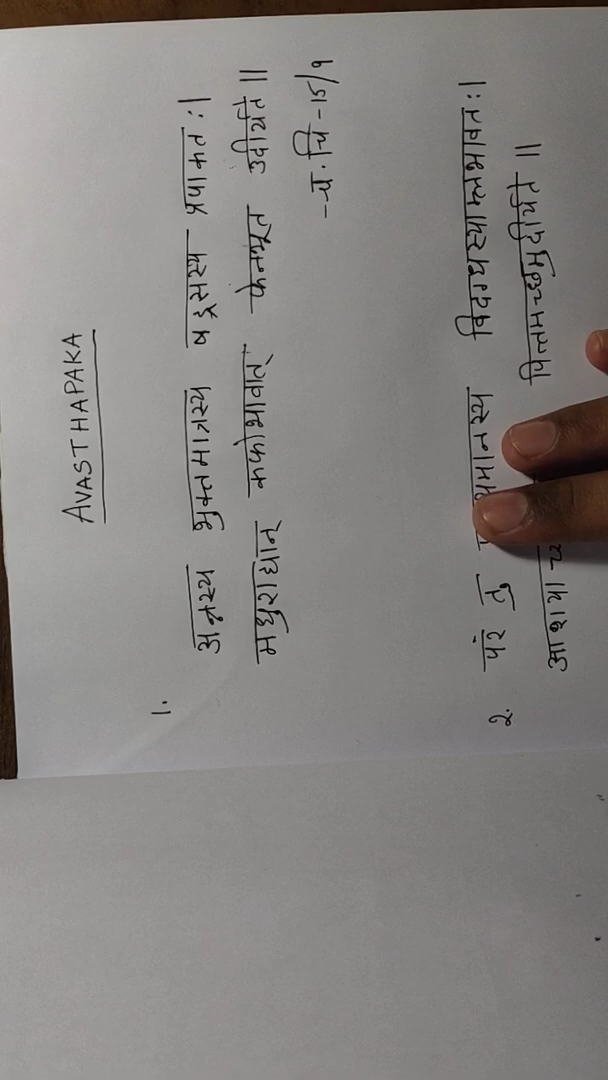 AVASTHAPAKA
1. अन्नस्य भुक्तमात्रस्य षड्रसस्य प्रपाकतः |
मधुराद्यात् कफोभावात् फेनभूत उदीर्यते ||
- च. चि - 15/9
2. परं तु विदग्धस्याम्लभावतः |
आशया पित्तमच्छमुदीर्यते ||